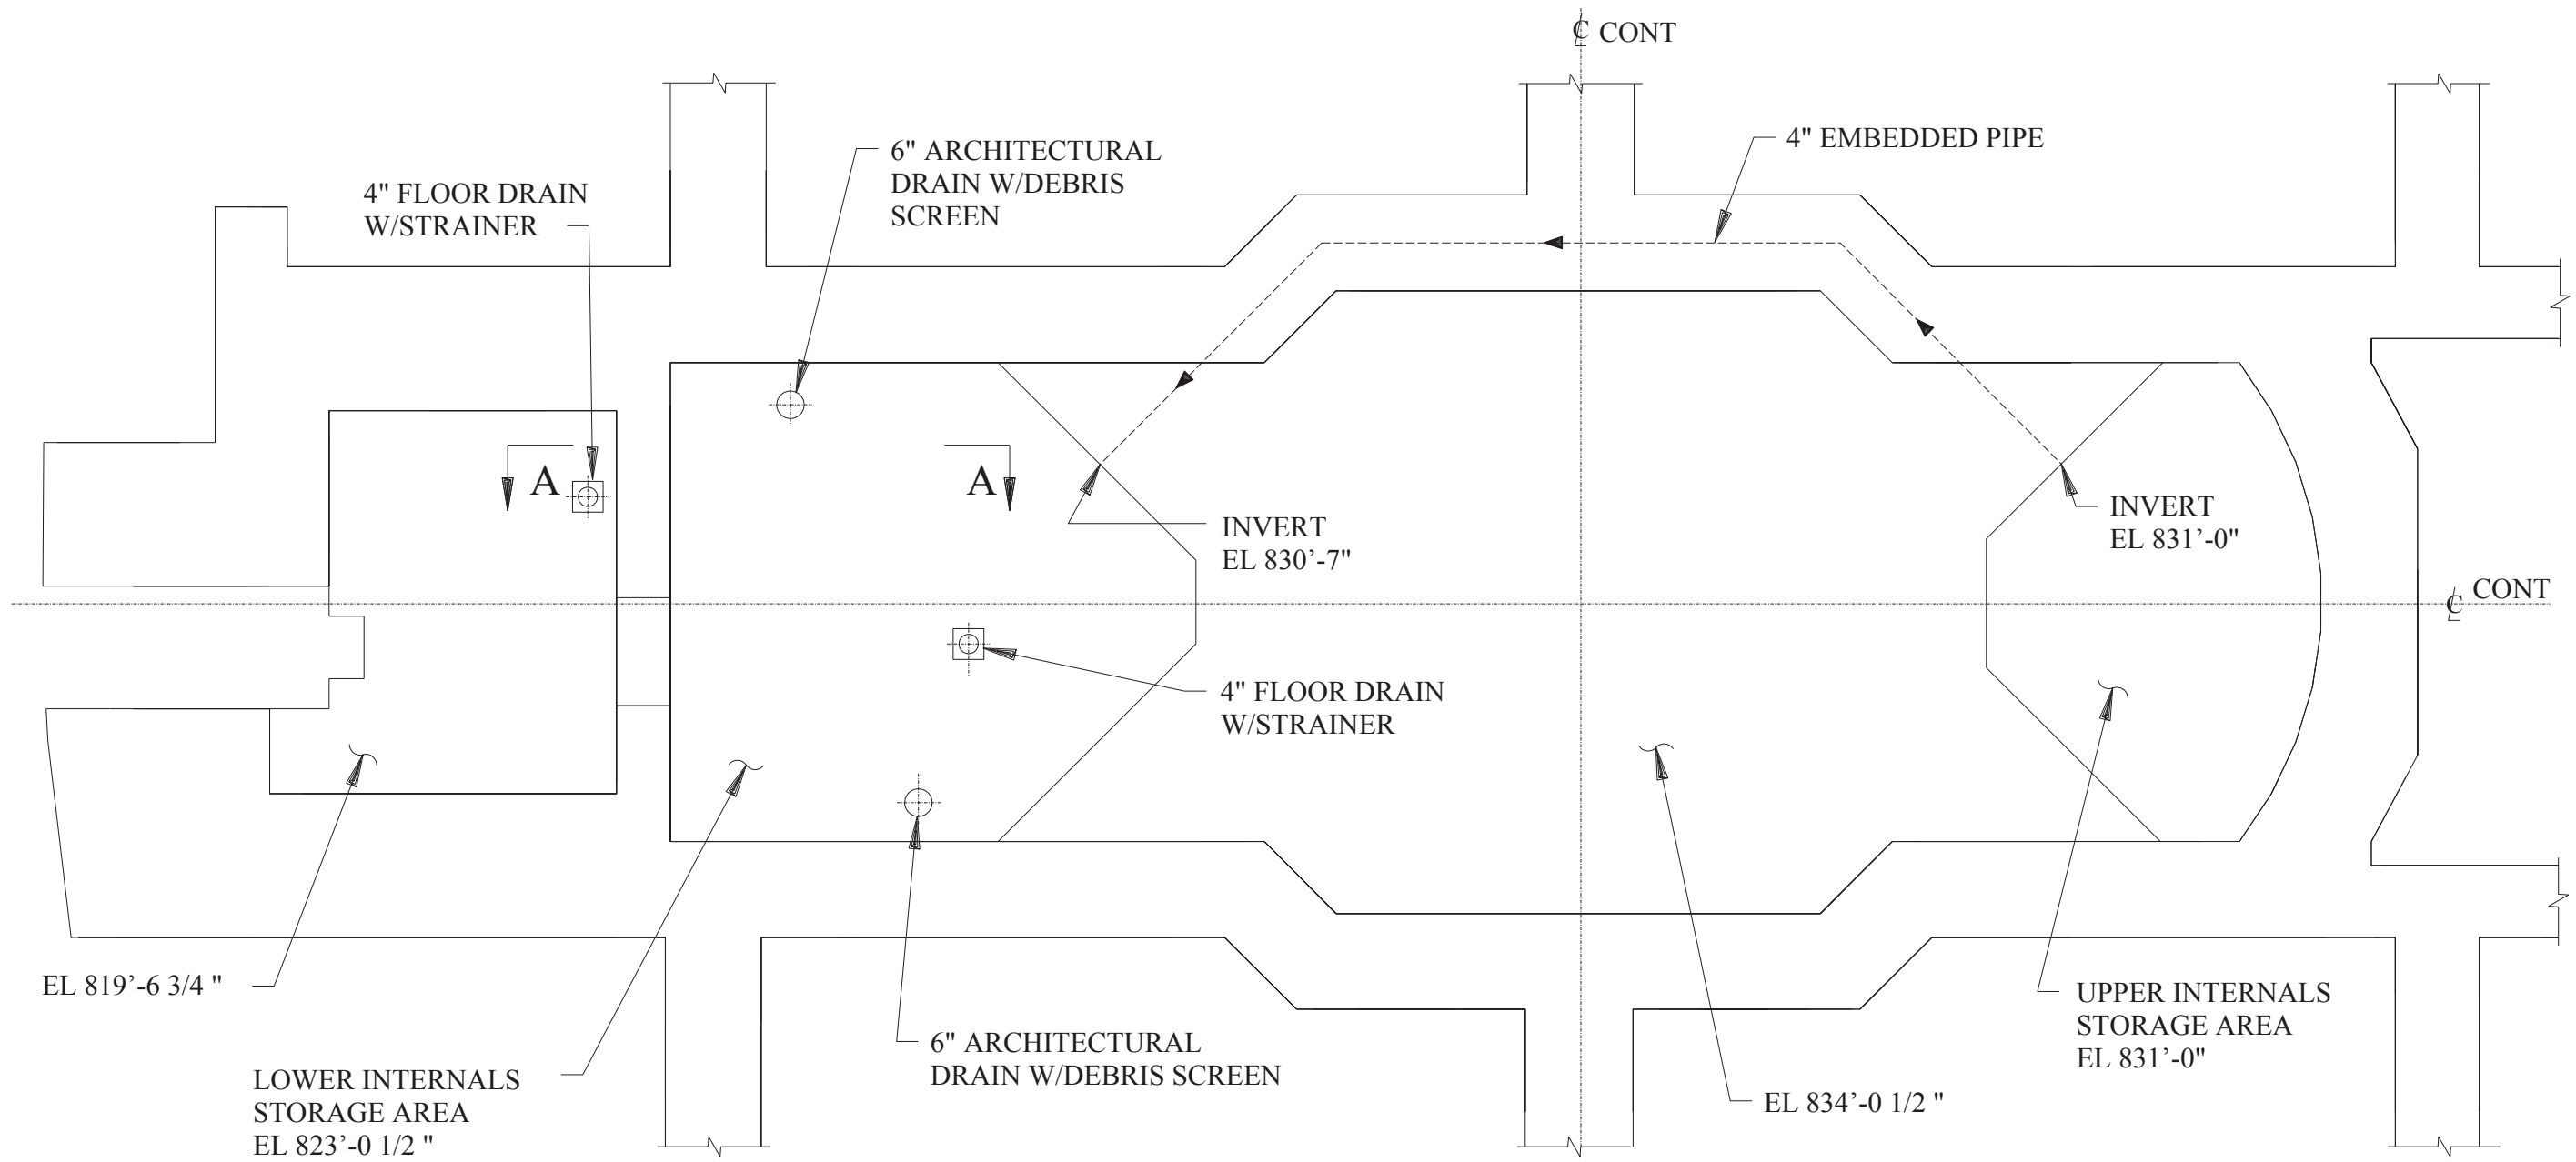 ℄ CONT
6" ARCHITECTURAL
DRAIN W/DEBRIS
SCREEN
4" EMBEDDED PIPE
4" FLOOR DRAIN
W/STRAINER
A
A
INVERT
EL 830’-7"
INVERT
EL 831’-0"
℄ CONT
4" FLOOR DRAIN
W/STRAINER
EL 819’-6 3/4 "
LOWER INTERNALS
STORAGE AREA
EL 823’-0 1/2 "
6" ARCHITECTURAL
DRAIN W/DEBRIS SCREEN
EL 834’-0 1/2 "
UPPER INTERNALS
STORAGE AREA
EL 831’-0"